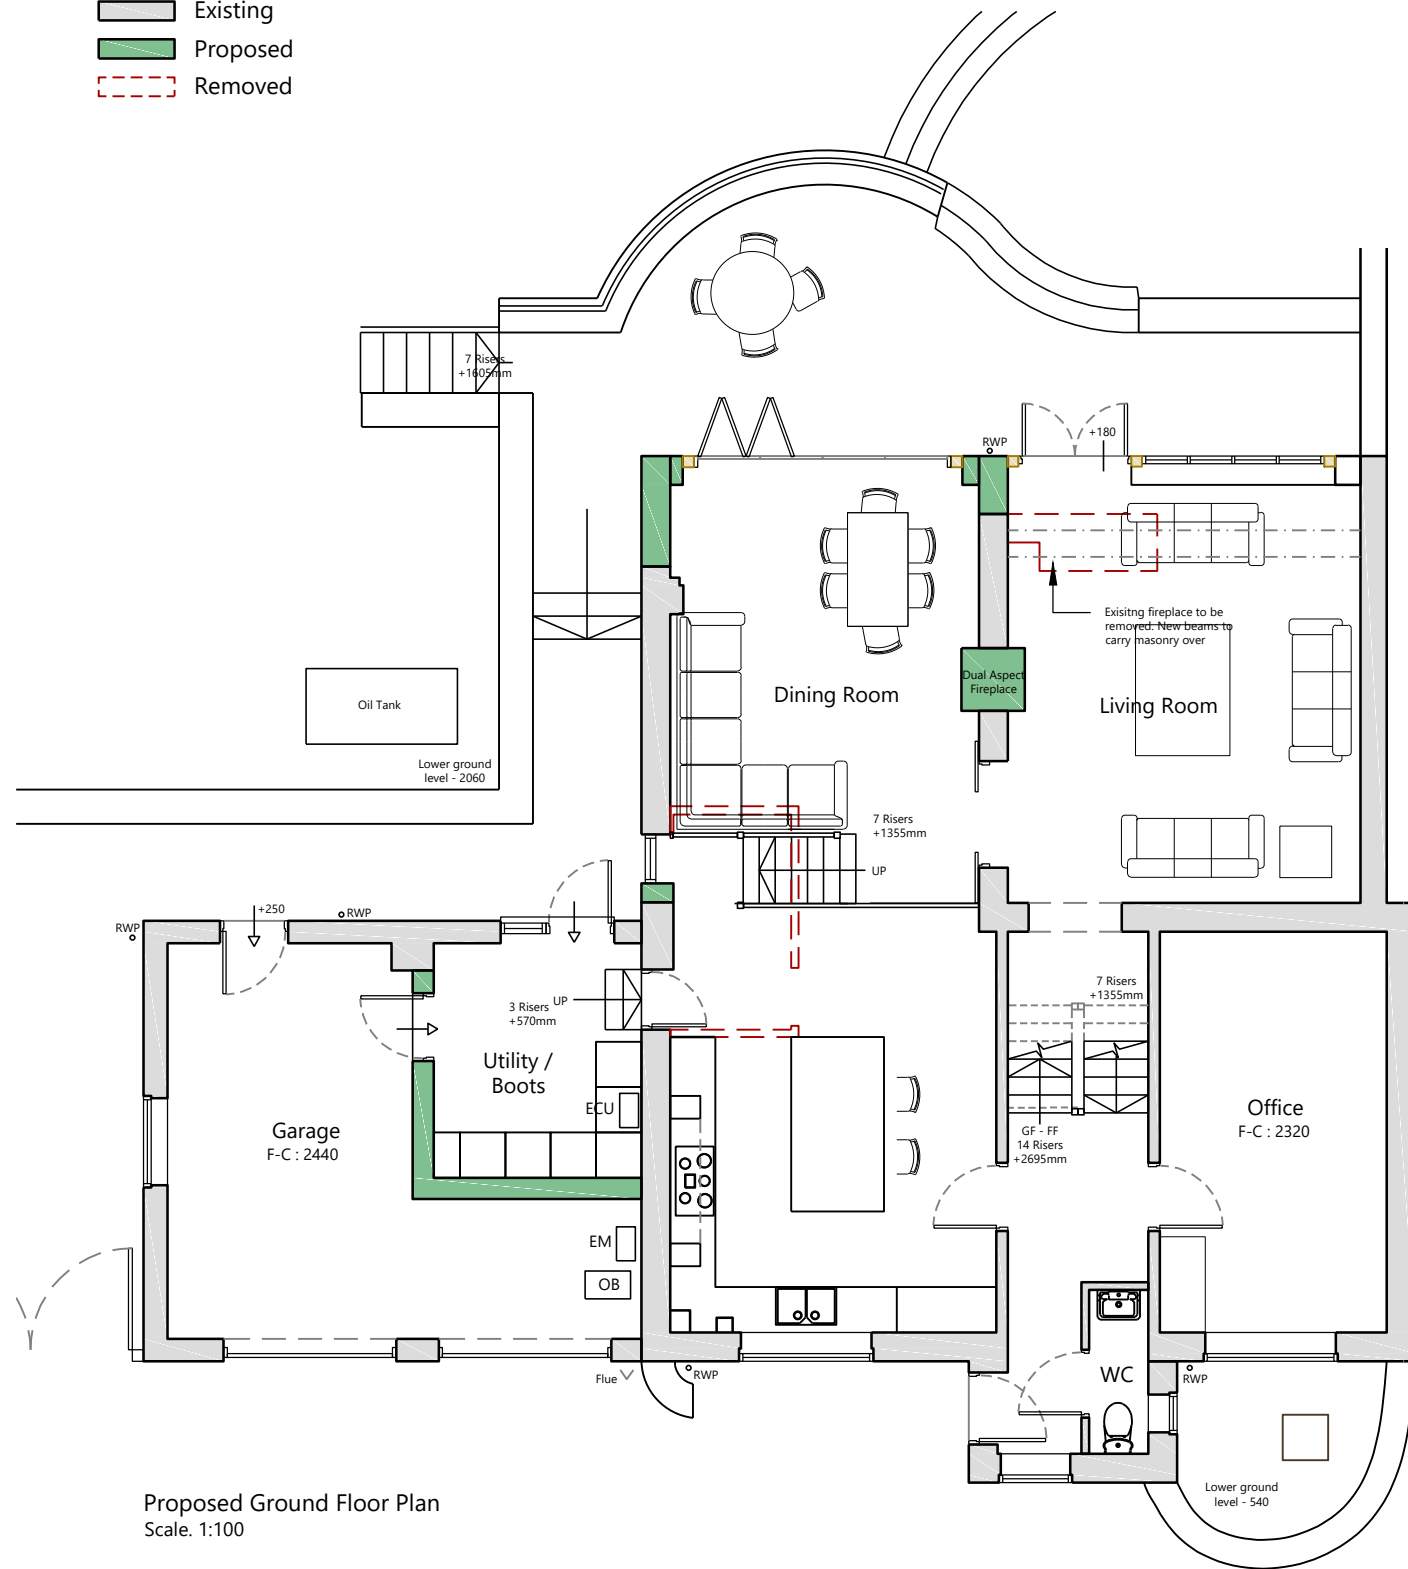 Existing
Proposed
Removed
7 Risers
+1605mm
RWP
+180
Exisitng fireplace to be
removed. New beams to
carry masonry over
Dual Aspect
Fireplace
Dining Room
Living Room
Oil Tank
Lower ground
level - 2060
7 Risers
+1355mm
UP
+250
RWP
RWP
7 Risers
+1355mm
3 Risers
+570mm
UP
Utility /
Boots
ECU
Garage
F-C : 2440
Office
F-C : 2320
GF - FF
14 Risers
+2695mm
EM
OB
Flue
RWP
WC
RWP
Lower ground
level - 540
Proposed Ground Floor Plan
Scale. 1:100